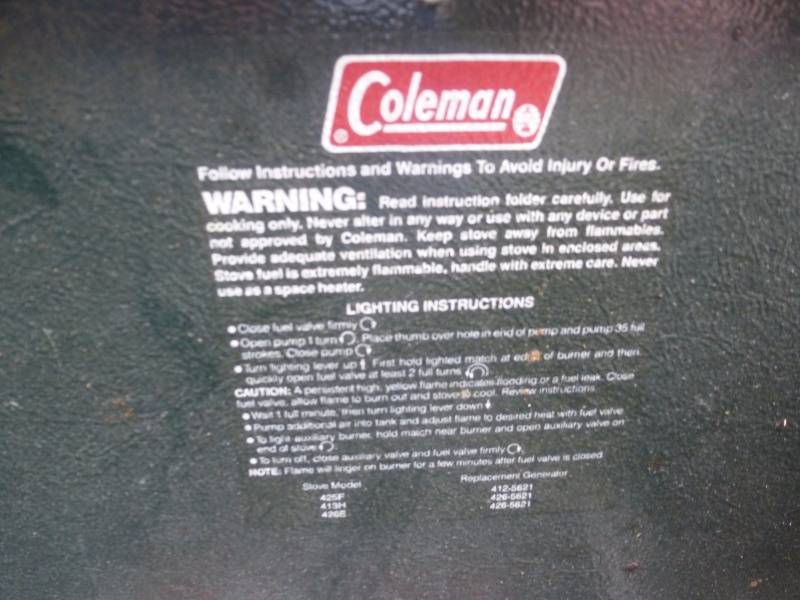 Coleman
Follow Instructions and Warnings To Avoid Injury Or Fires.
WARNING: Read instruction folder carefully. Use for
cooking only. Never alter in any way or use with any device or part
not approved by Coleman. Keep stove away from flammables.
Provide adequate ventilation when using stove in enclosed areas.
Stove fuel is extremely flammable, handle with extreme care. Never
use as a space heater.
LIGHTING INSTRUCTIONS
• Close fuel valve firmly
• Open pump 1 turn. Place thumb over hole in end of pump and pump 35 full
strokes. Close pump
• Turn lighting lever up. First hold lighted match at edge of burner and then
quickly open fuel valve at least 2 full turns
CAUTION: A persistent high, yellow flame indicates flooding or a fuel leak. Close
fuel valve, allow flame to burn out and stove to cool. Review instructions.
• Wait 1 full minute, then turn lighting lever down
• Pump additional air into tank and adjust flame to desired heat with fuel valve
• To light auxiliary burner, hold match near burner and open auxiliary valve on
end of stove
• To turn off, close auxiliary valve and fuel valve firmly
NOTE: Flame will linger on burner for a few minutes after fuel valve is closed
Stove Model Replacement Generator
425F 412-5621
413H 426-5621
426E 426-5621